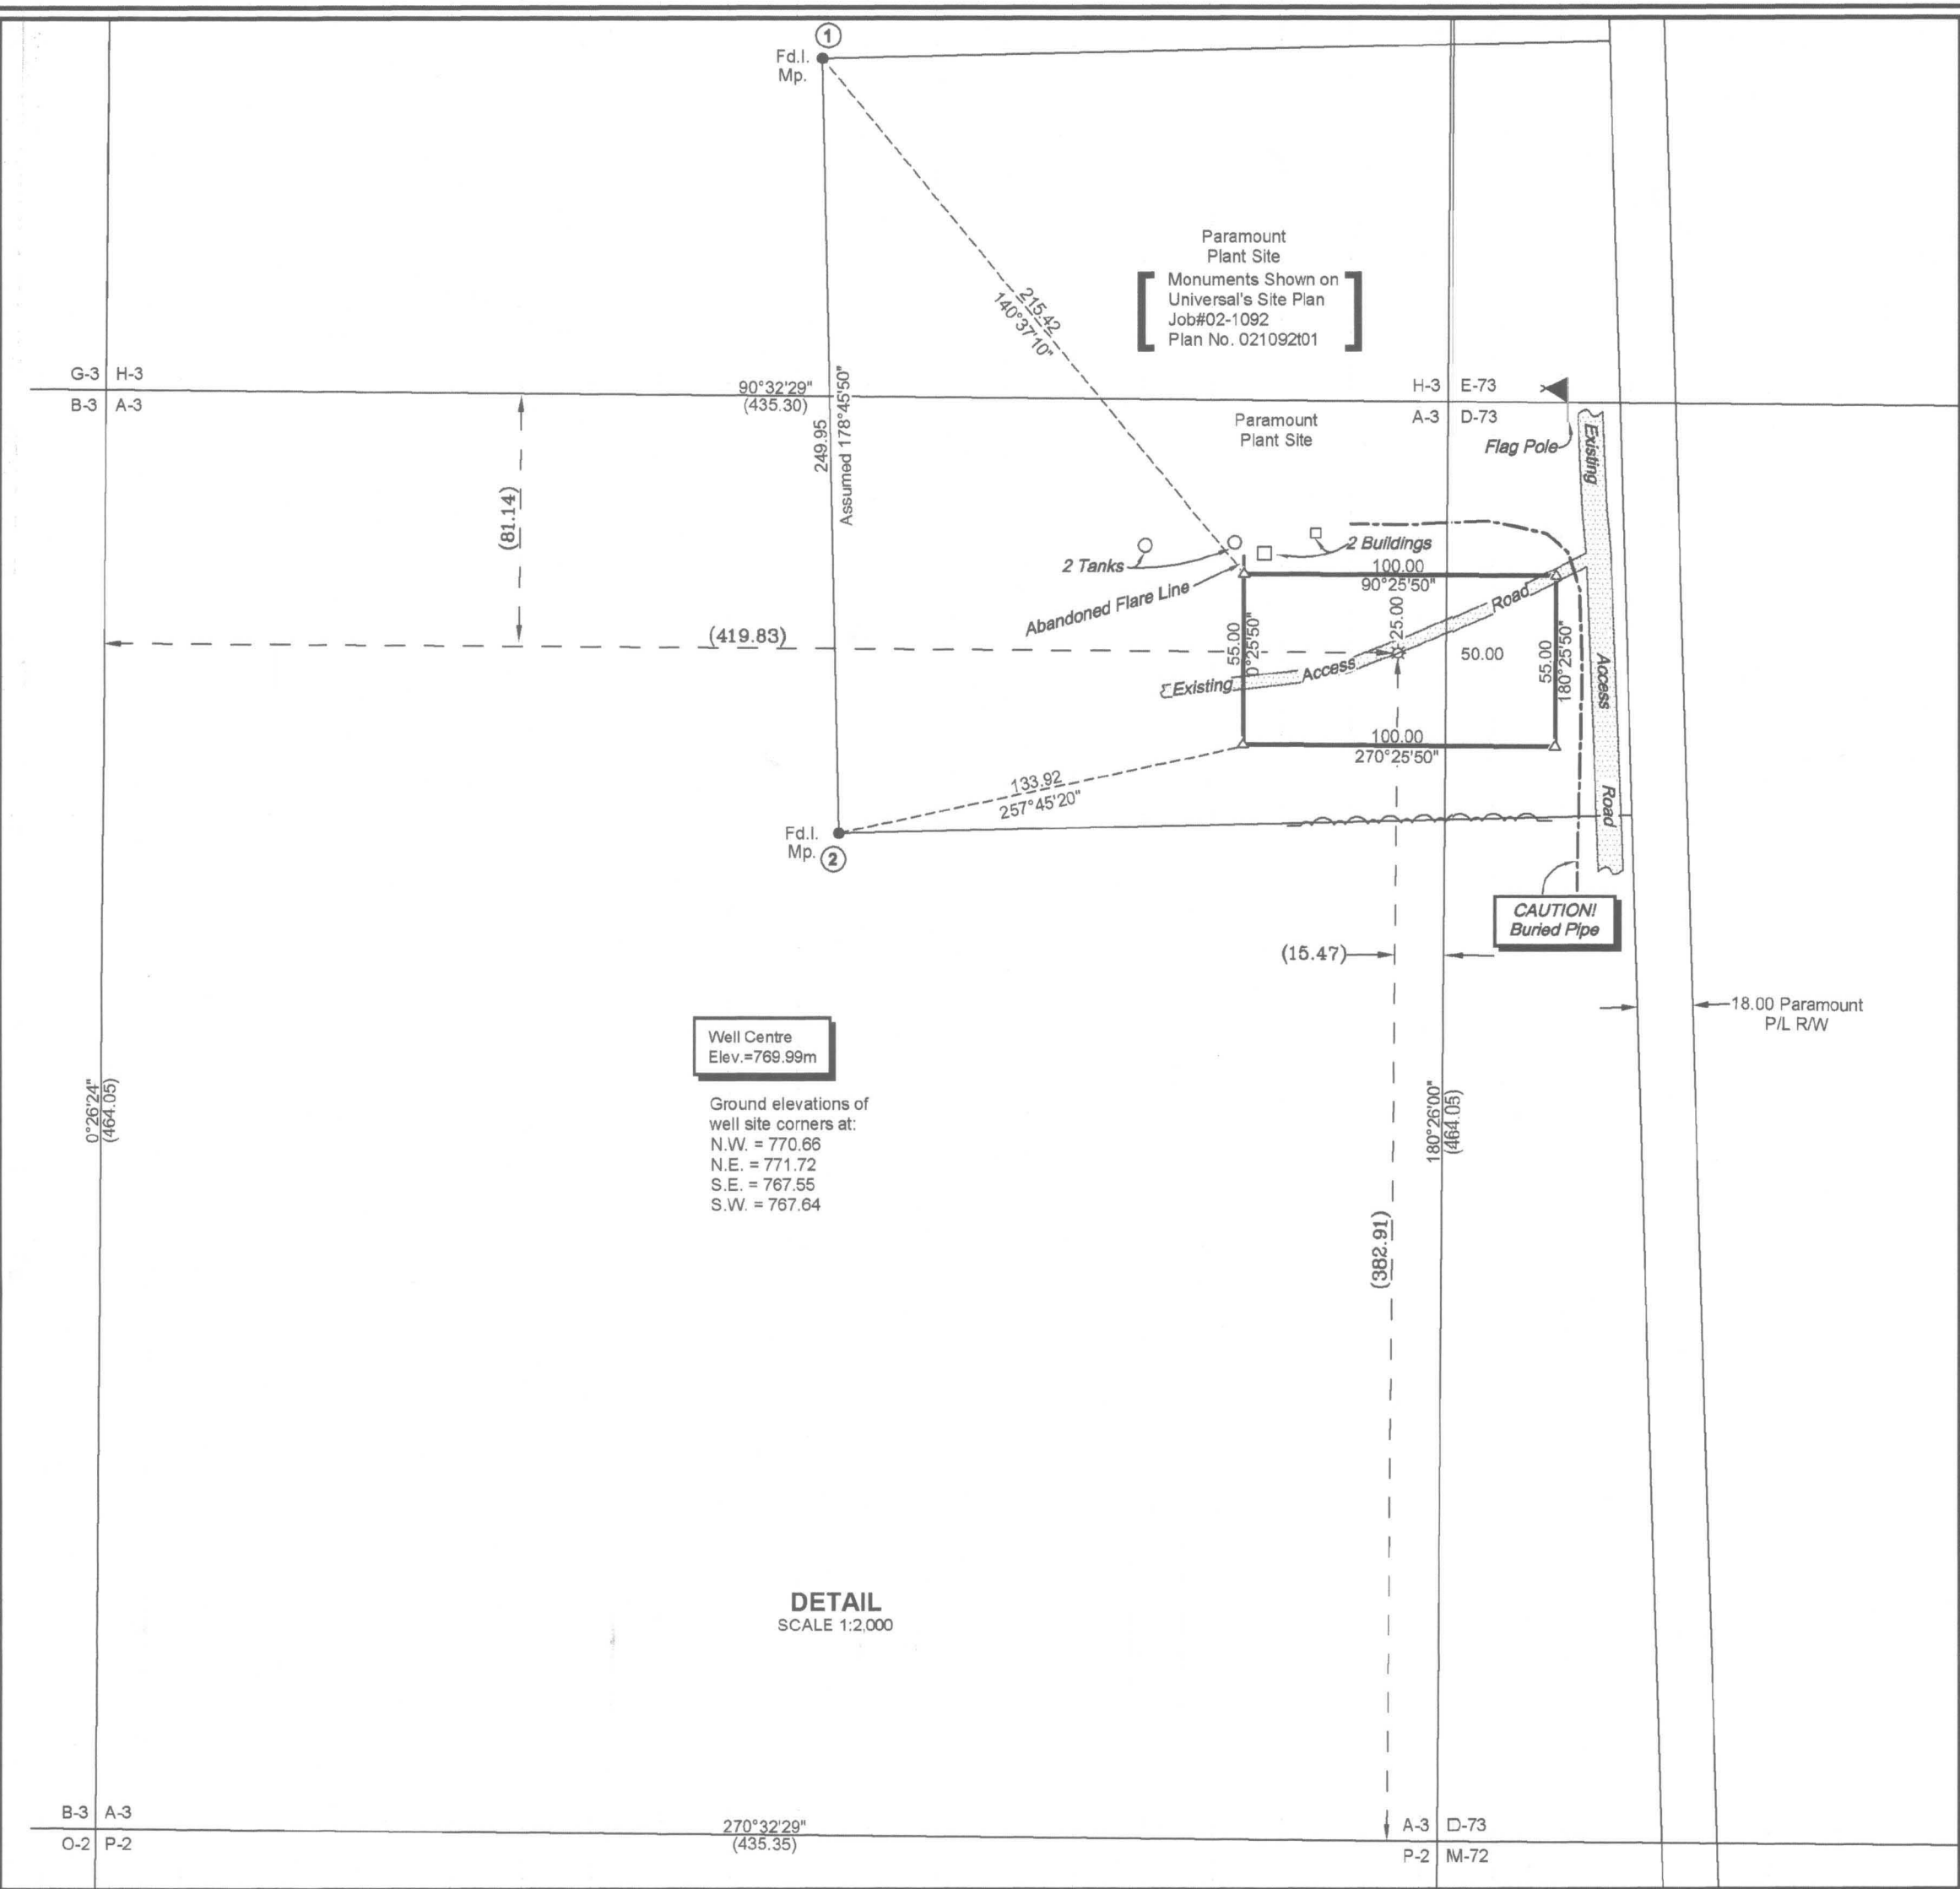 1
Fd.I.
Mp.
Paramount
Plant Site
Monuments Shown on
Universal's Site Plan
Job#02-1092
Plan No. 021092t01
215.42
140°37'10"
G-3 H-3
B-3 A-3
90°32'29"
(435.30)
249.95
Assumed 178°45'50"
H-3 E-73
A-3 D-73
Paramount
Plant Site
Flag Pole
Existing
Access
Road
(81.14)
2 Tanks
2 Buildings
Abandoned Flare Line
100.00
90°25'50"
(419.83)
55.00
0°25'50"
25.00
50.00
55.00
180°25'50"
Existing
Access
Road
100.00
270°25'50"
133.92
257°45'20"
Fd.I.
Mp.
2
CAUTION!
Buried Pipe
(15.47)
18.00 Paramount
P/L R/W
Well Centre
Elev.=769.99m
Ground elevations of
well site corners at:
N.W. = 770.66
N.E. = 771.72
S.E. = 767.55
S.W. = 767.64
0°26'24"
(464.05)
180°26'00"
(464.05)
(382.91)
DETAIL
SCALE 1:2,000
B-3 A-3
O-2 P-2
270°32'29"
(435.35)
A-3 D-73
P-2 M-72